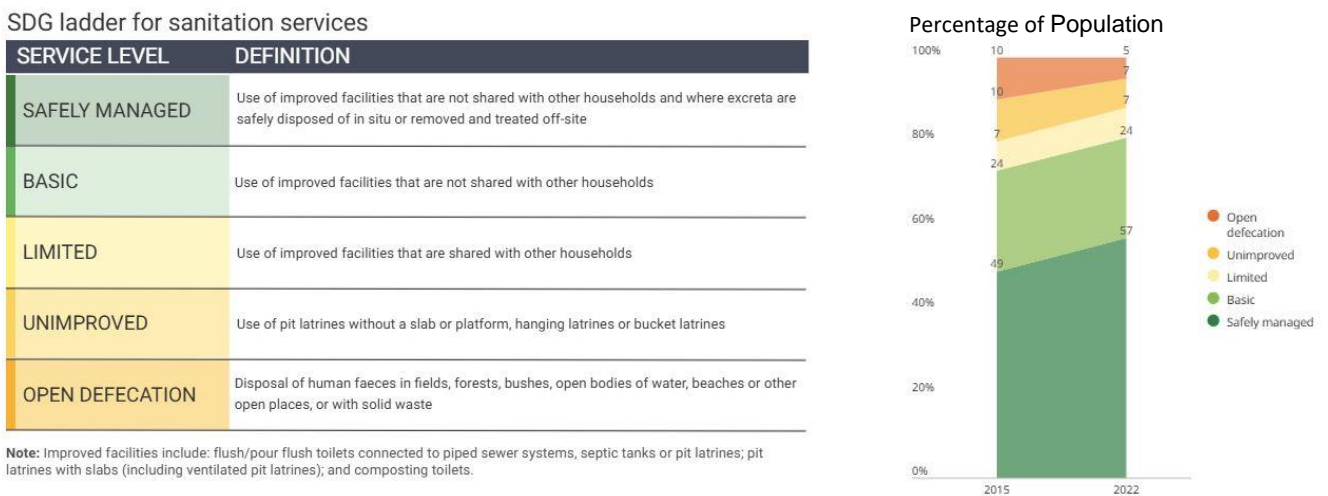 SDG ladder for sanitation services
SERVICE LEVEL DEFINITION
SAFELY MANAGED
Use of improved facilities that are not shared with other households and where excreta are
safely disposed of in situ or removed and treated off-site
BASIC
Use of improved facilities that are not shared with other households
LIMITED
Use of improved facilities that are shared with other households
UNIMPROVED
Use of pit latrines without a slab or platform, hanging latrines or bucket latrines
OPEN DEFECATION
Disposal of human faeces in fields, forests, bushes, open bodies of water, beaches or other
open places, or with solid waste
Note: Improved facilities include: flush/pour flush toilets connected to piped sewer systems, septic tanks or pit latrines; pit
latrines with slabs (including ventilated pit latrines); and composting toilets.
Percentage of Population
100%
10 5
7
10
7
80%
7 24
24
60%
57
49
40%
20%
0%
2015 2022
Open
defecation
Unimproved
Limited
Basic
Safely managed